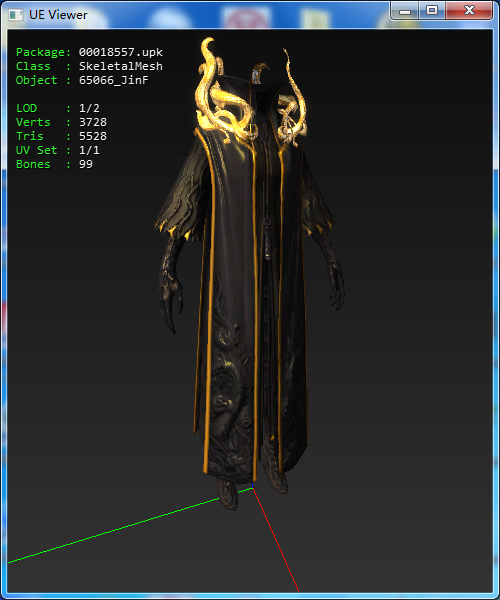 UE Viewer
Package: 00018557.upk
Class : SkeletalMesh
Object : 65066_JinF
LOD : 1/2
Verts : 3728
Tris : 5528
UV Set : 1/1
Bones : 99